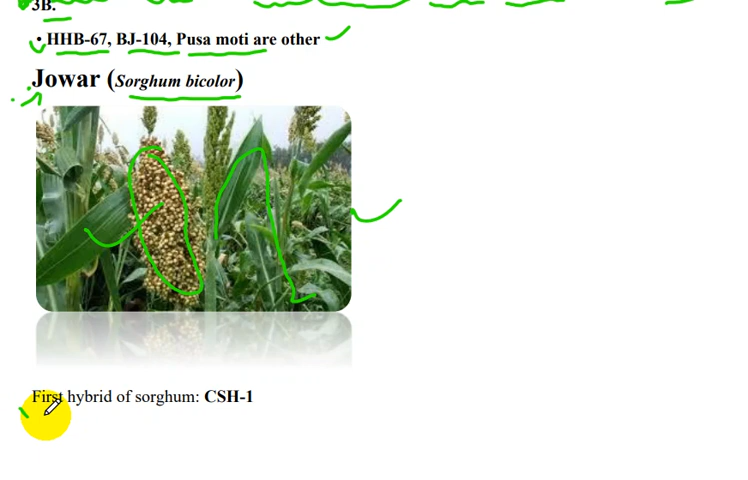 3B.
• HHB-67, BJ-104, Pusa moti are other
Jowar (Sorghum bicolor)
First hybrid of sorghum: CSH-1